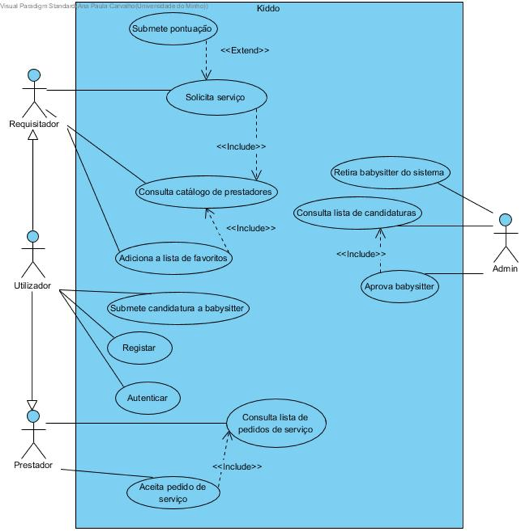 Visual Paradigm Standard(Ana Paula Carvalho(Universidade do Minho))
Kiddo
Submete pontuação
<<Extend>>
Solicita serviço
Requisitador
<<Include>>
Retira babysitter do sistema
Consulta catálogo de prestadores
Consulta lista de candidaturas
<<Include>>
<<Include>>
Adiciona a lista de favoritos
Admin
Utilizador
Aprova babysitter
Submete candidatura a babysitter
Registar
Autenticar
Consulta lista de
pedidos de serviço
Prestador
<<Include>>
Aceita pedido de
serviço